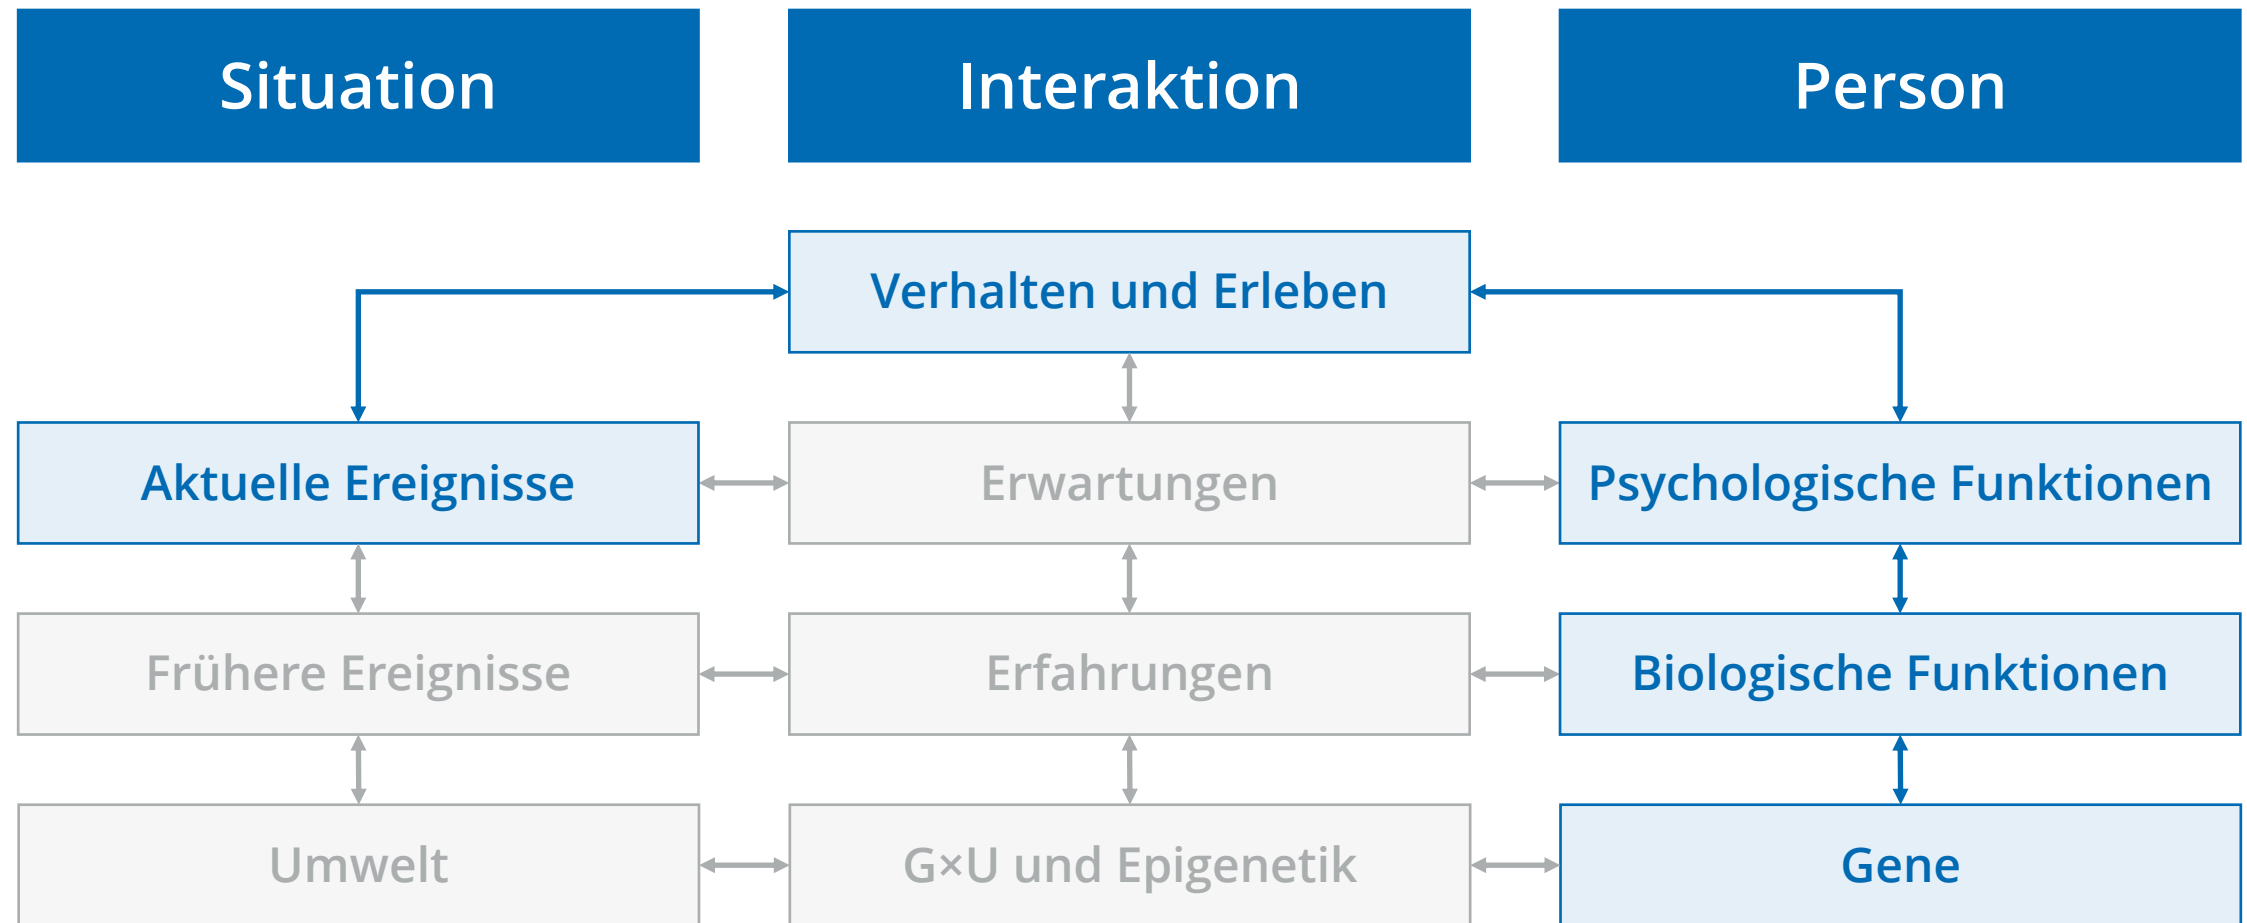 Situation
Interaktion
Person
Verhalten und Erleben
Aktuelle Ereignisse
Erwartungen
Psychologische Funktionen
Frühere Ereignisse
Erfahrungen
Biologische Funktionen
Umwelt
G×U und Epigenetik
Gene